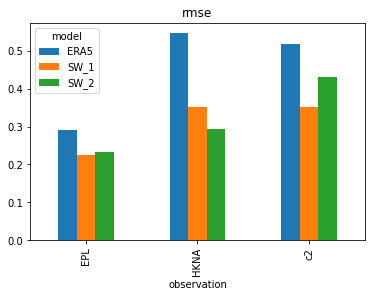 rmse
model
ERA5
SW_1
SW_2
0.5
0.4
0.3
0.2
0.1
0.0
EPL
HKNA
c2
observation